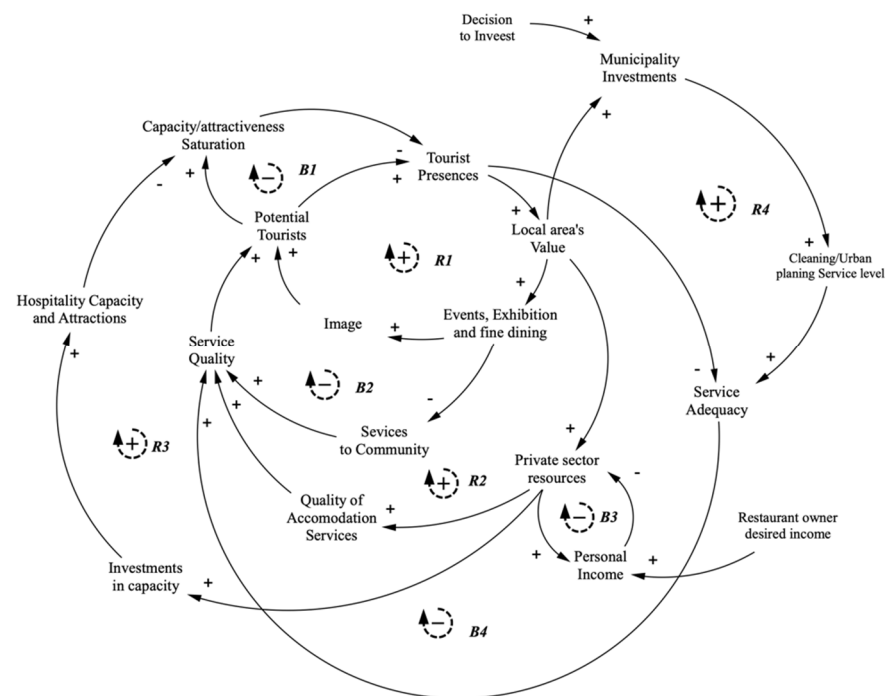 Decision
to Inveest
+
Municipality
Investments
+
Capacity/attractiveness
Saturation
-
+
-
B1
+
Tourist
Presences
+
Potential
Tourists
+
+
R1
Local area's
Value
+
R4
+
Cleaning/Urban
planing Service level
Hospitality Capacity
and Attractions
+
Image
+
Events, Exhibition
and fine dining
Service
Quality
+
B2
-
+
-
Service
Adequacy
+
+
R3
Sevices
to Community
+
R2
Private sector
resources
-
Quality of
Accomodation
Services
+
B3
Restaurant owner
desired income
+
Personal
Income
+
Investments
in capacity
+
B4
-
+
+
-
-
+
+
-
-